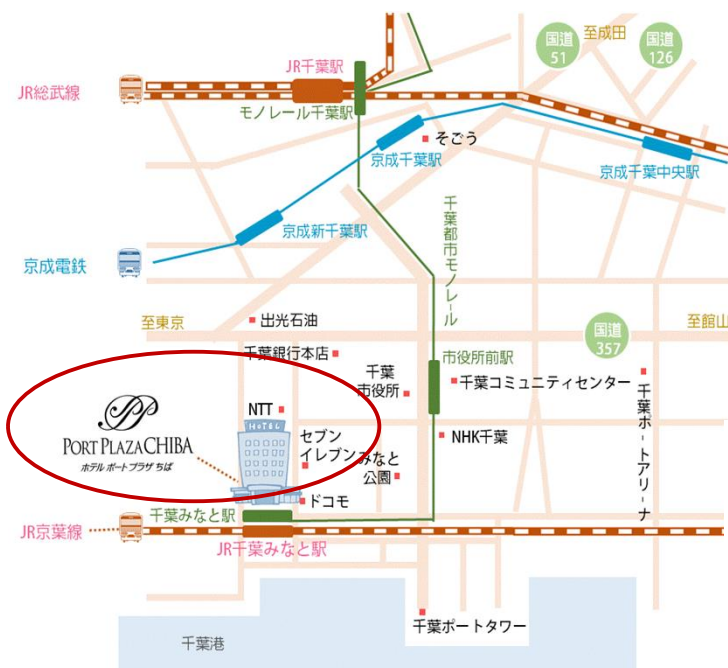 至成田
国道
51
国道
126
JR千葉駅
JR総武線
モノレール千葉駅
そごう
京成千葉駅
京成千葉中央駅
千葉都市モノレール
京成新千葉駅
京成電鉄
至東京
出光石油
至館山
国道
357
千葉銀行本店
市役所前駅
千葉
市役所
千葉コミュニティセンター
千葉ポートアリーナ
NTT
HOTEL
PORT PLAZA CHIBA
ホテル ポートプラザ ちば
セブン
イレブン
NHK千葉
みなと
公園
ドコモ
千葉みなと駅
JR京葉線
JR千葉みなと駅
千葉ポートタワー
千葉港